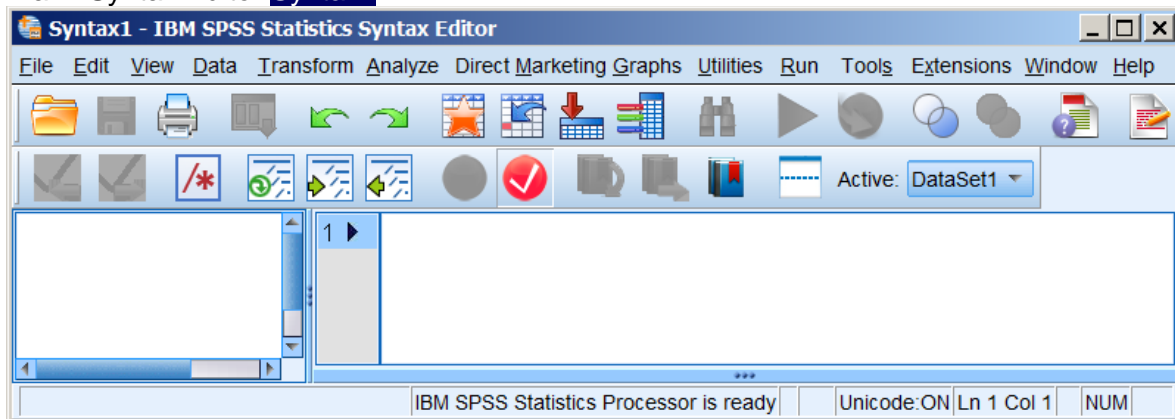 Syntax1 - IBM SPSS Statistics Syntax Editor
File Edit View Data Transform Analyze Direct Marketing Graphs Utilities Run Tools Extensions Window Help
/* Active: DataSet1
1
IBM SPSS Statistics Processor is ready Unicode:ON Ln 1 Col 1 NUM